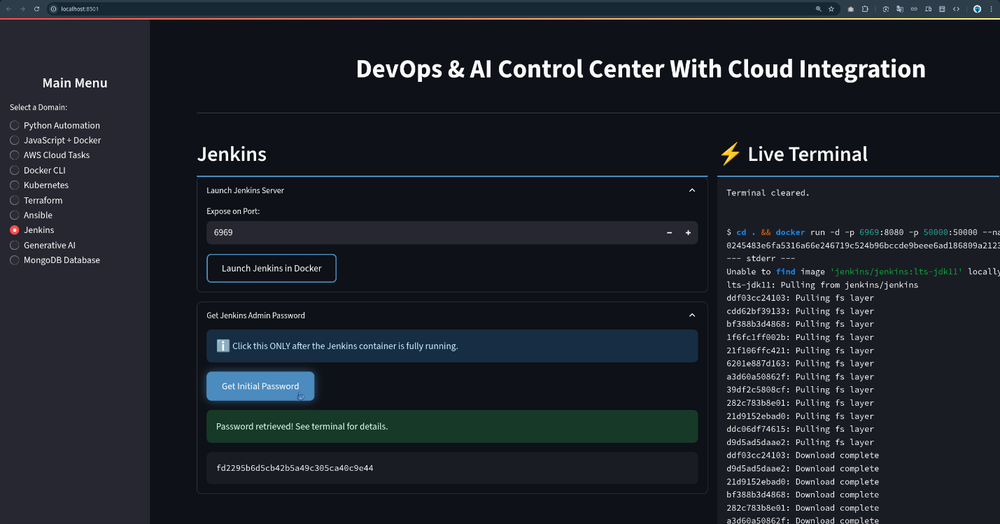 localhost:8501
DevOps & AI Control Center With Cloud Integration
Main Menu
Select a Domain:
Python Automation
JavaScript + Docker
AWS Cloud Tasks
Docker CLI
Kubernetes
Terraform
Ansible
Jenkins
Generative AI
MongoDB Database
Jenkins
Launch Jenkins Server
Expose on Port:
6969
Launch Jenkins in Docker
Get Jenkins Admin Password
Click this ONLY after the Jenkins container is fully running.
Get Initial Password
Password retrieved! See terminal for details.
fd2295b6d5cb42b5a49c305ca40c9e44
⚡ Live Terminal
Terminal cleared.
$ cd . && docker run -d -p 6969:8080 -p 50000:50000 --na
0245483e6fa5316a66e246719c524b96bccde9beee6ad186809a2123
--- stderr ---
Unable to find image 'jenkins/jenkins:lts-jdk11' locally
lts-jdk11: Pulling from jenkins/jenkins
ddf03cc24103: Pulling fs layer
cdd62bf39133: Pulling fs layer
bf388b3d4868: Pulling fs layer
1f6fc1ff002b: Pulling fs layer
21f106ffc421: Pulling fs layer
6201e887d163: Pulling fs layer
a3d60a50862f: Pulling fs layer
39df2c5808cf: Pulling fs layer
282c783b8e01: Pulling fs layer
21d9152ebad0: Pulling fs layer
ddc06df74615: Pulling fs layer
d9d5ad5daae2: Pulling fs layer
ddf03cc24103: Download complete
d9d5ad5daae2: Download complete
21d9152ebad0: Download complete
bf388b3d4868: Download complete
282c783b8e01: Download complete
a3d60a50862f: Download complete